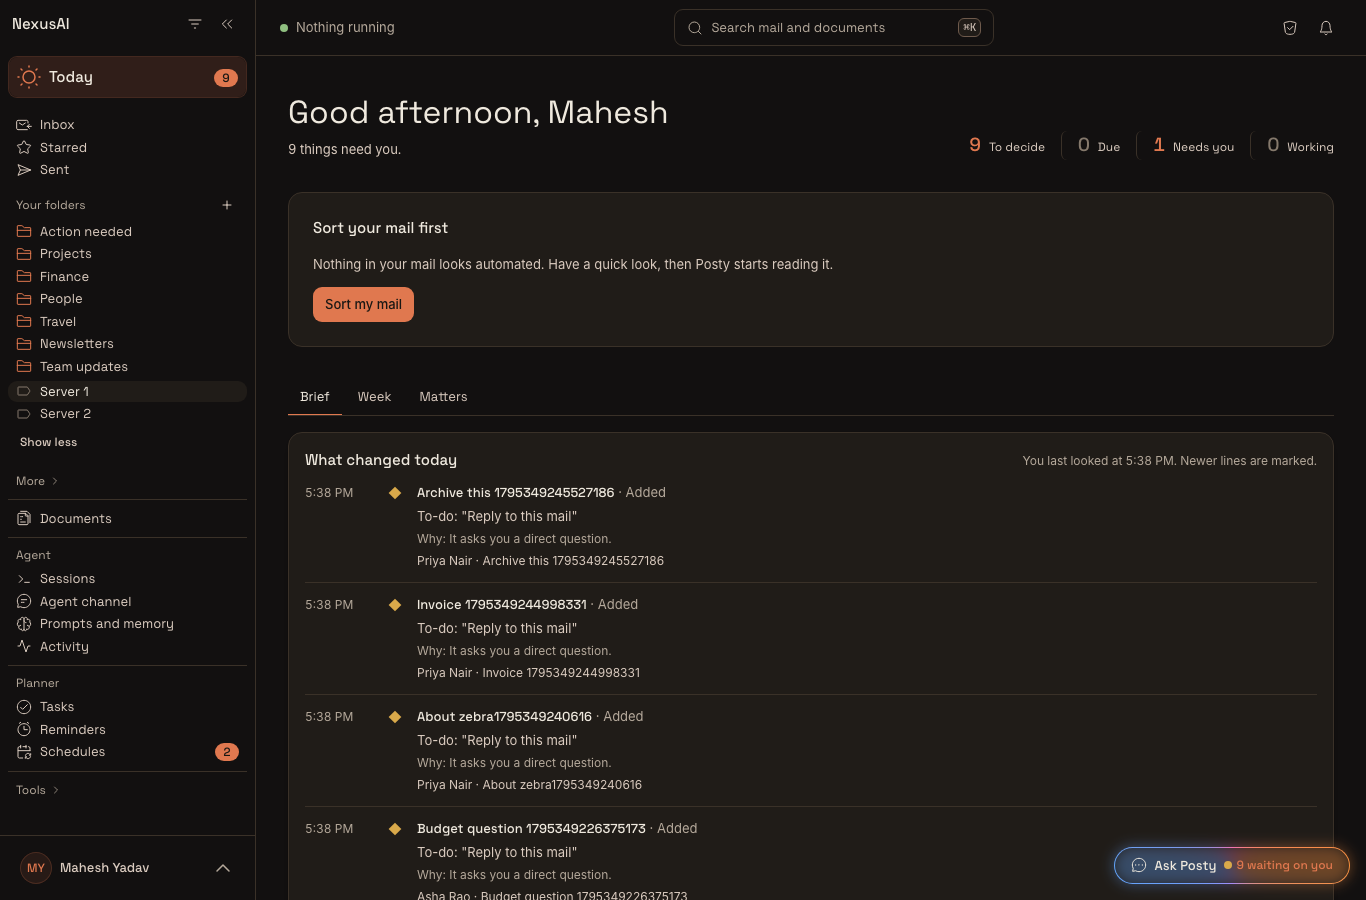 NexusAI
Today 9
Inbox
Starred
Sent
Your folders
Action needed
Projects
Finance
People
Travel
Newsletters
Team updates
Server 1
Server 2
Show less
More
Documents
Agent
Sessions
Agent channel
Prompts and memory
Activity
Planner
Tasks
Reminders
Schedules 2
Tools
MY Mahesh Yadav
Nothing running
Search mail and documents ⌘K
Good afternoon, Mahesh
9 things need you.
9 To decide 0 Due 1 Needs you 0 Working
Sort your mail first
Nothing in your mail looks automated. Have a quick look, then Posty starts reading it.
Sort my mail
Brief Week Matters
What changed today You last looked at 5:38 PM. Newer lines are marked.
5:38 PM Archive this 1795349245527186 · Added
To-do: "Reply to this mail"
Why: It asks you a direct question.
Priya Nair · Archive this 1795349245527186
5:38 PM Invoice 1795349244998331 · Added
To-do: "Reply to this mail"
Why: It asks you a direct question.
Priya Nair · Invoice 1795349244998331
5:38 PM About zebra1795349240616 · Added
To-do: "Reply to this mail"
Why: It asks you a direct question.
Priya Nair · About zebra1795349240616
5:38 PM Budget question 1795349226375173 · Added
To-do: "Reply to this mail"
Why: It asks you a direct question.
Asha Rao · Budget question 1795349226375173
Ask Posty 9 waiting on you